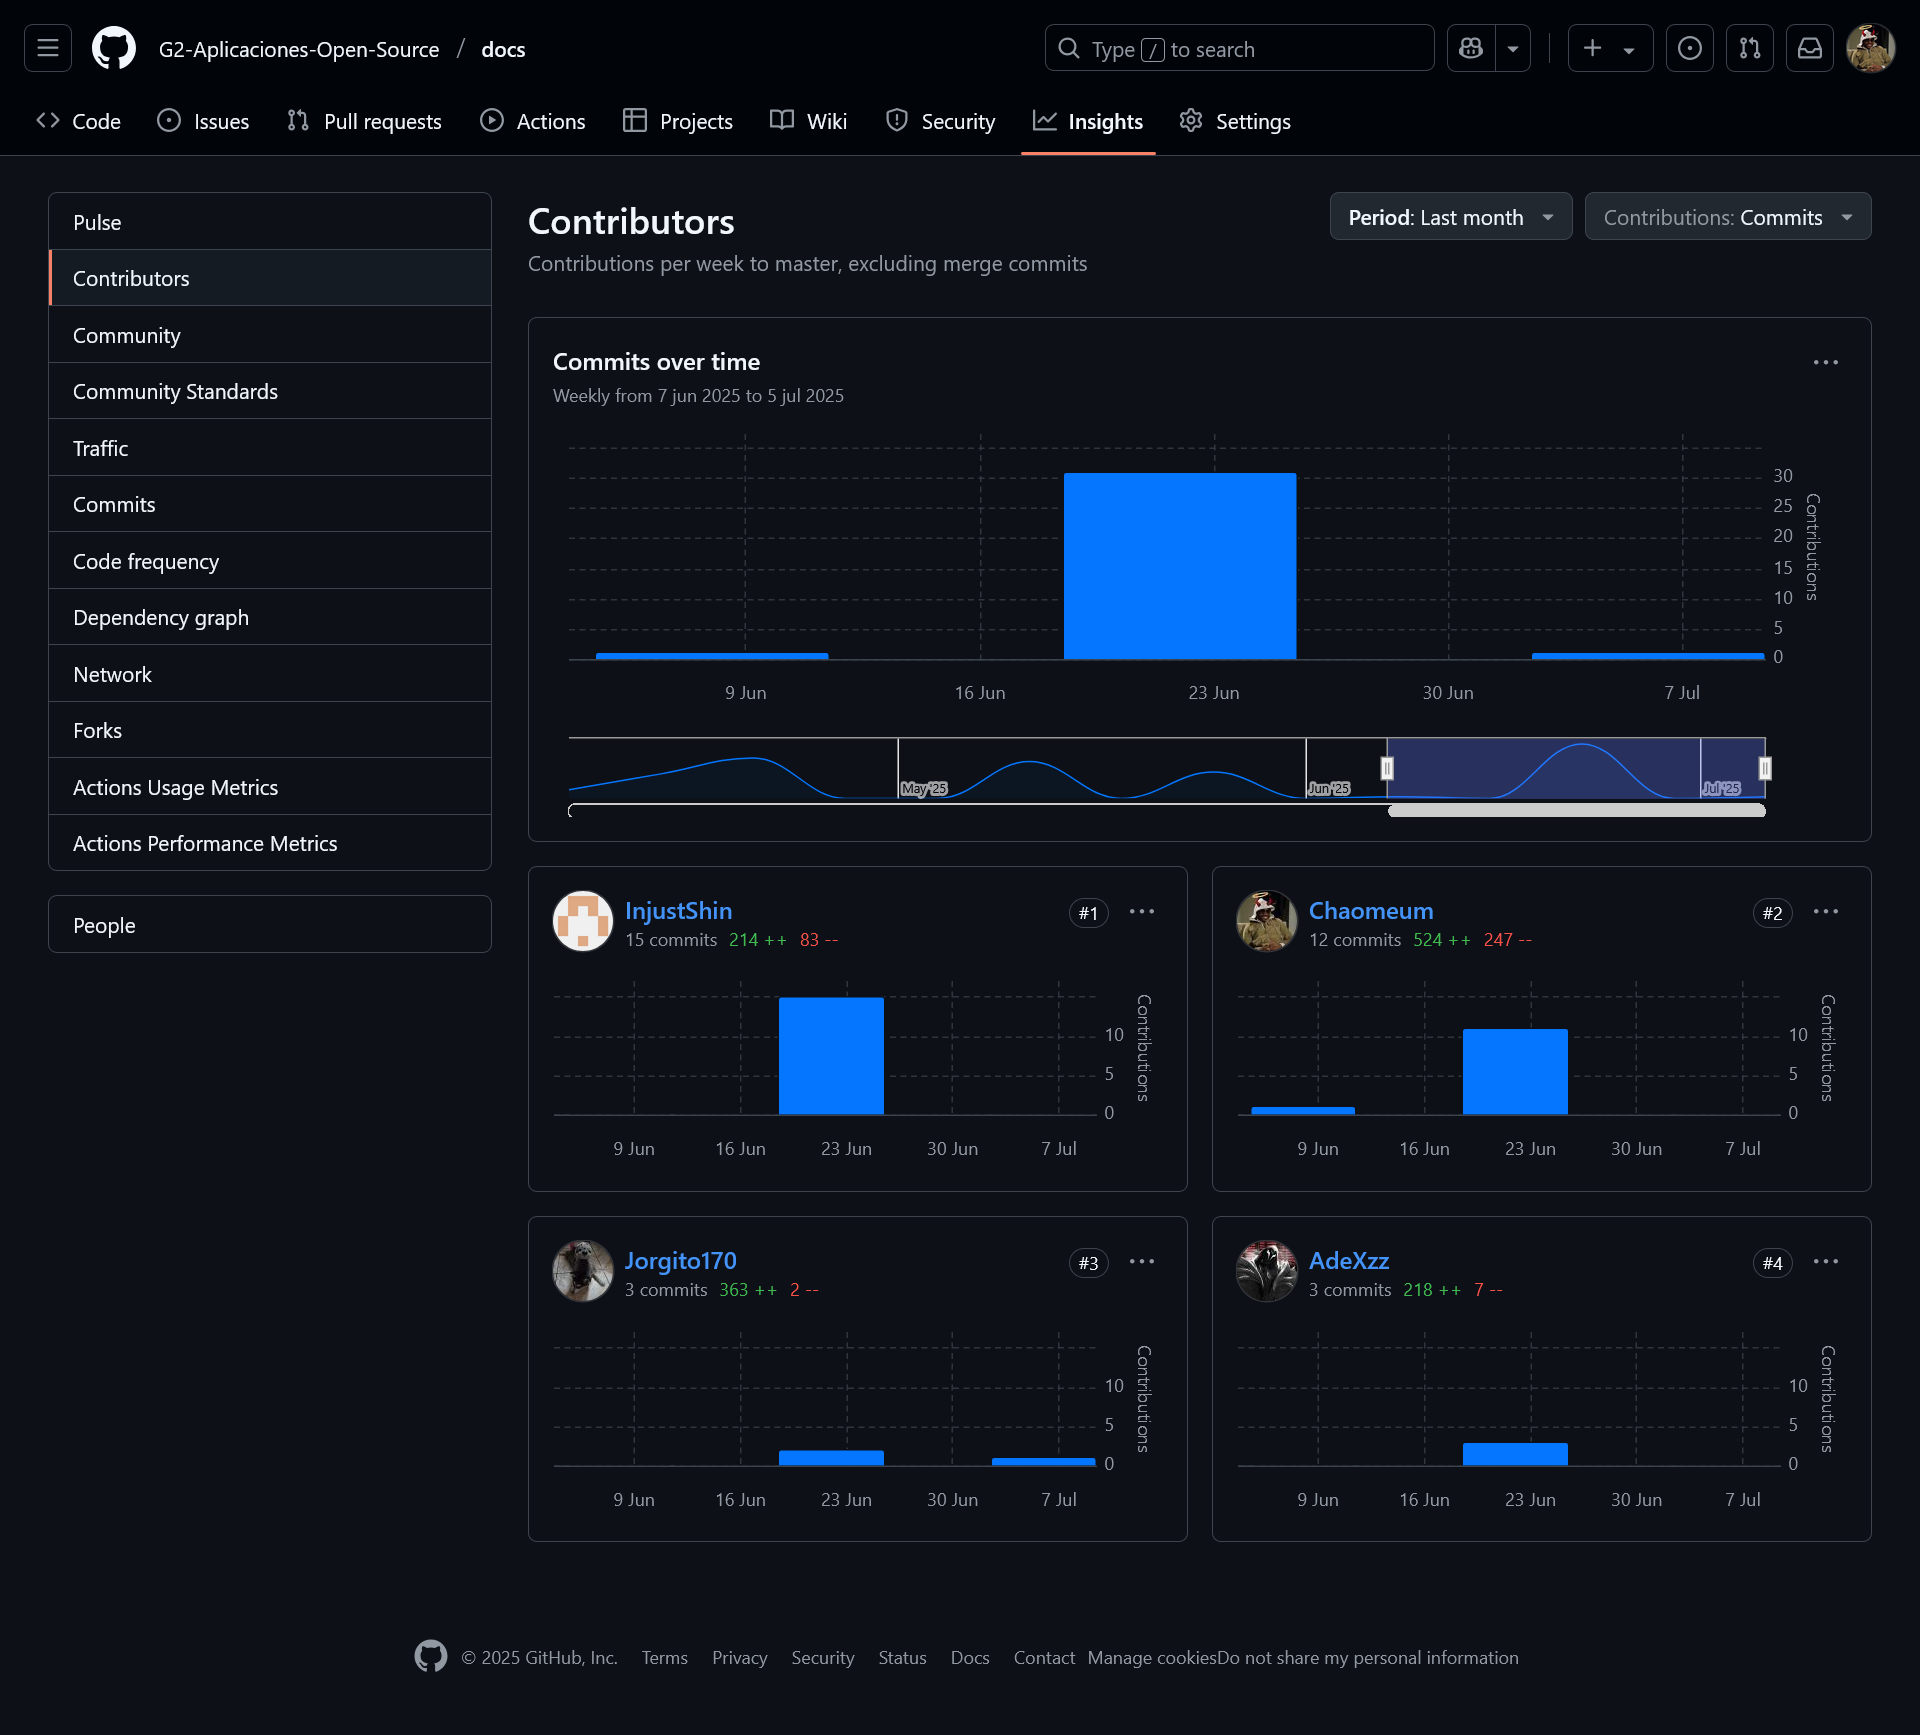 G2-Aplicaciones-Open-Source / docs
Type / to search
Code
Issues
Pull requests
Actions
Projects
Wiki
Security
Insights
Settings
Pulse
Contributors
Community
Community Standards
Traffic
Commits
Code frequency
Dependency graph
Network
Forks
Actions Usage Metrics
Actions Performance Metrics
People
Contributors
Period: Last month
Contributions: Commits
Contributions per week to master, excluding merge commits
Commits over time
Weekly from 7 jun 2025 to 5 jul 2025
30
25
20
15
10
5
0
Contributions
9 Jun
16 Jun
23 Jun
30 Jun
7 Jul
May '25
Jun '25
Jul '25
InjustShin
#1
15 commits 214 ++ 83 --
10
5
0
Contributions
9 Jun
16 Jun
23 Jun
30 Jun
7 Jul
Chaomeum
#2
12 commits 524 ++ 247 --
10
5
0
Contributions
9 Jun
16 Jun
23 Jun
30 Jun
7 Jul
Jorgito170
#3
3 commits 363 ++ 2 --
10
5
0
Contributions
9 Jun
16 Jun
23 Jun
30 Jun
7 Jul
AdeXzz
#4
3 commits 218 ++ 7 --
10
5
0
Contributions
9 Jun
16 Jun
23 Jun
30 Jun
7 Jul
© 2025 GitHub, Inc. Terms Privacy Security Status Docs Contact Manage cookies Do not share my personal information